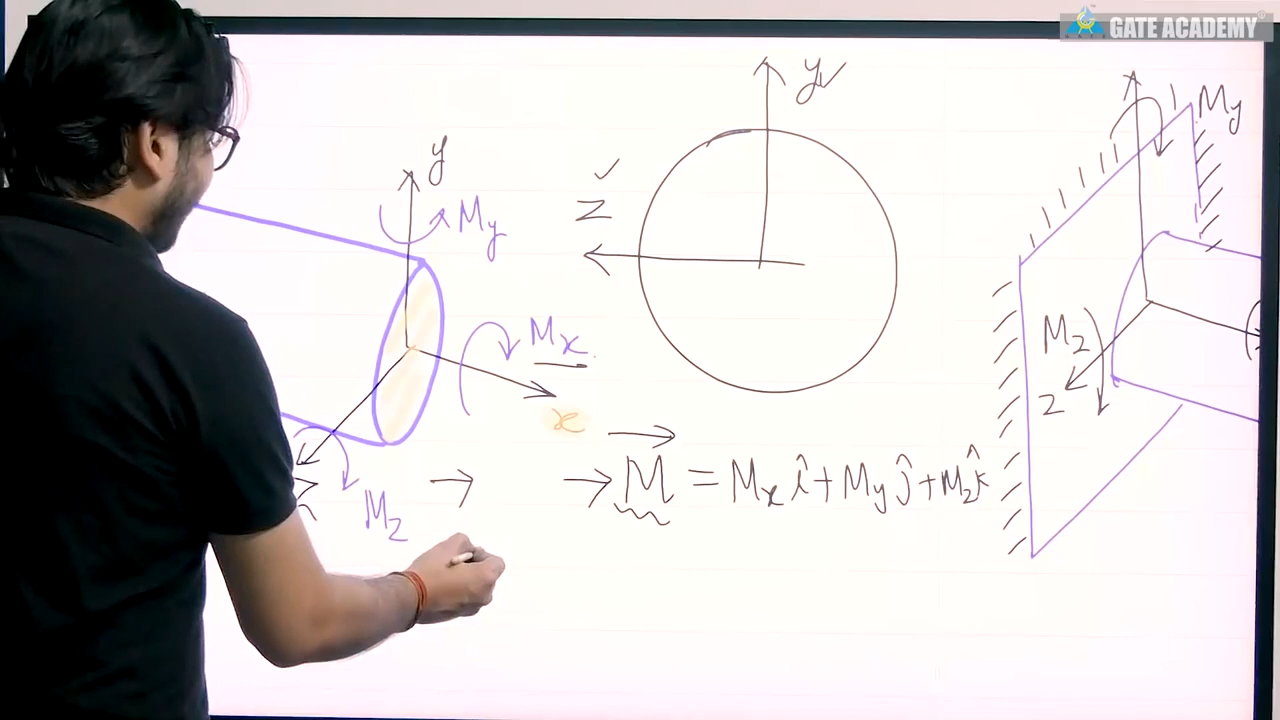 GATE ACADEMY
y
My
Mx
x
Mz
y
z
M = Mx î + My ĵ + Mz k̂
My
Mz
z